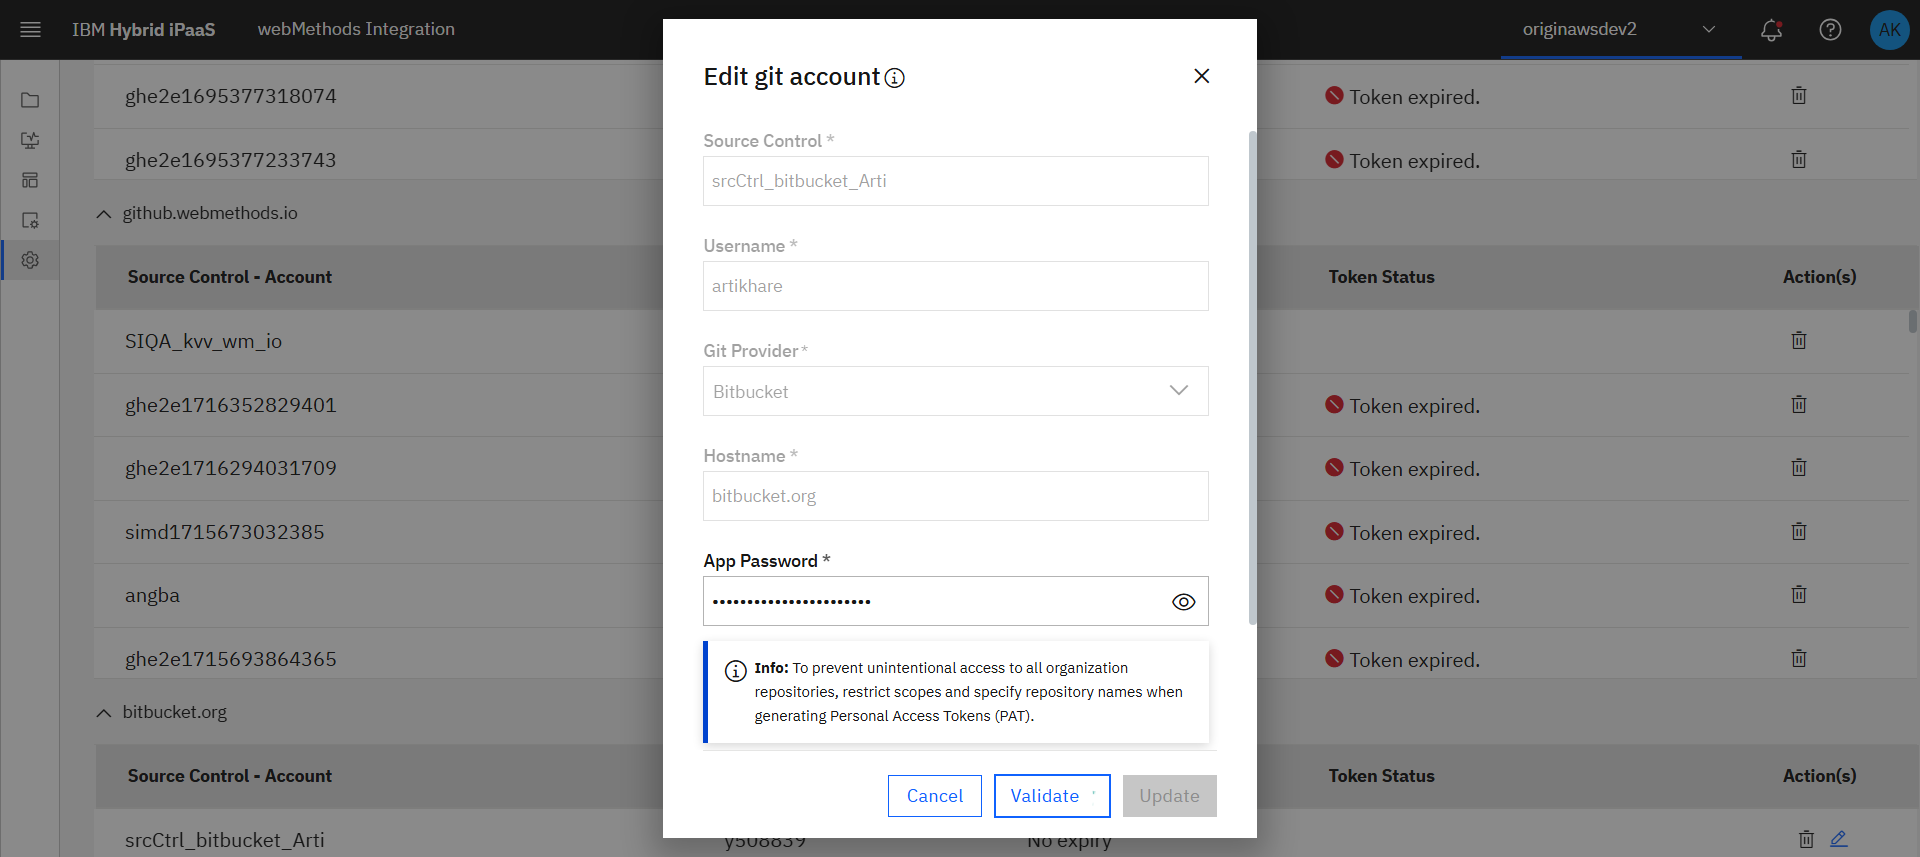 IBM Hybrid iPaaS
webMethods Integration
originawsdev2
AK
ghe2e1695377318074
Token expired.
ghe2e1695377233743
Token expired.
github.webmethods.io
Source Control - Account
Token Status
Action(s)
SIQA_kvv_wm_io
ghe2e1716352829401
Token expired.
ghe2e1716294031709
Token expired.
simd1715673032385
Token expired.
angba
Token expired.
ghe2e1715693864365
Token expired.
bitbucket.org
Source Control - Account
Token Status
Action(s)
srcCtrl_bitbucket_Arti
y508839
No expiry
Edit git account
Source Control *
srcCtrl_bitbucket_Arti
Username *
artikhare
Git Provider *
Bitbucket
Hostname *
bitbucket.org
App Password *
•••••••••••••••••••••••
Info: To prevent unintentional access to all organization
repositories, restrict scopes and specify repository names when
generating Personal Access Tokens (PAT).
Cancel
Validate
Update